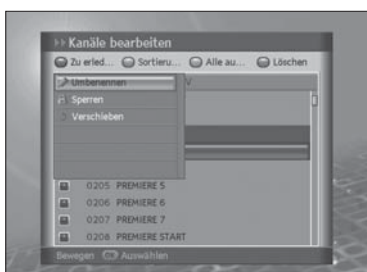 Kanäle bearbeiten
Zu erled... Sortieru... Alle au... Löschen
Umbenennen V
Sperren
Verschieben
0205 PREMIERE 5
0206 PREMIERE 6
0207 PREMIERE 7
0208 PREMIERE START
Bewegen OK Auswählen